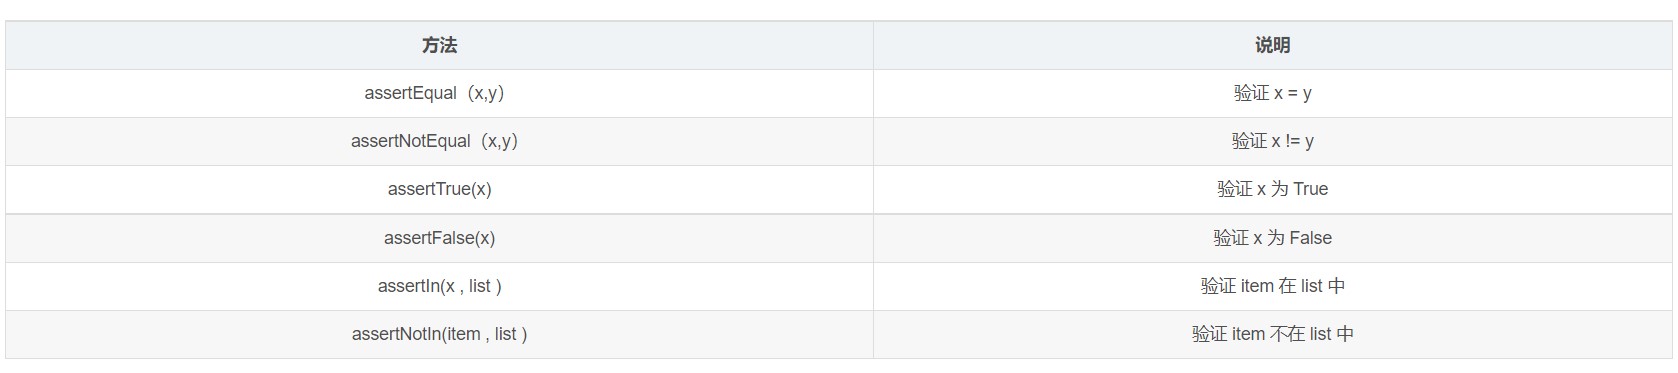 方法 说明
assertEqual（x,y） 验证 x = y
assertNotEqual（x,y） 验证 x != y
assertTrue(x) 验证 x 为 True
assertFalse(x) 验证 x 为 False
assertIn(x , list ) 验证 item 在 list 中
assertNotIn(item , list ) 验证 item 不在 list 中